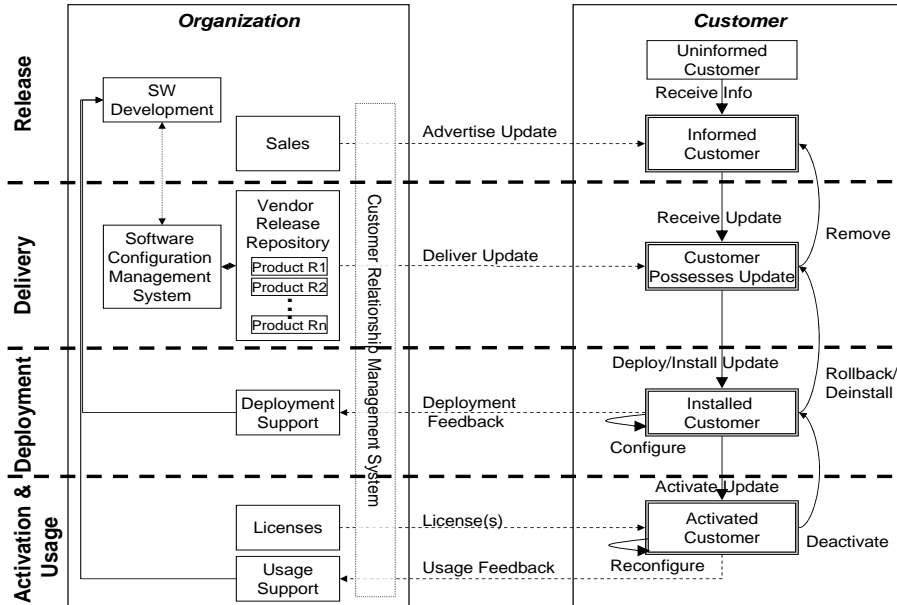 Organization
Customer
Release
Delivery
Deployment
Activation &
Usage
SW
Development
Sales
Software
Configuration
Management
System
Vendor
Release
Repository
Product R1
Product R2
Product Rn
Deployment
Support
Licenses
Usage
Support
Customer Relationship Management System
Advertise Update
Deliver Update
Deployment
Feedback
License(s)
Usage Feedback
Uninformed
Customer
Receive Info
Informed
Customer
Receive Update
Remove
Customer
Possesses Update
Deploy/Install Update
Rollback/
Deinstall
Installed
Customer
Configure
Activate Update
Activated
Customer
Deactivate
Reconfigure